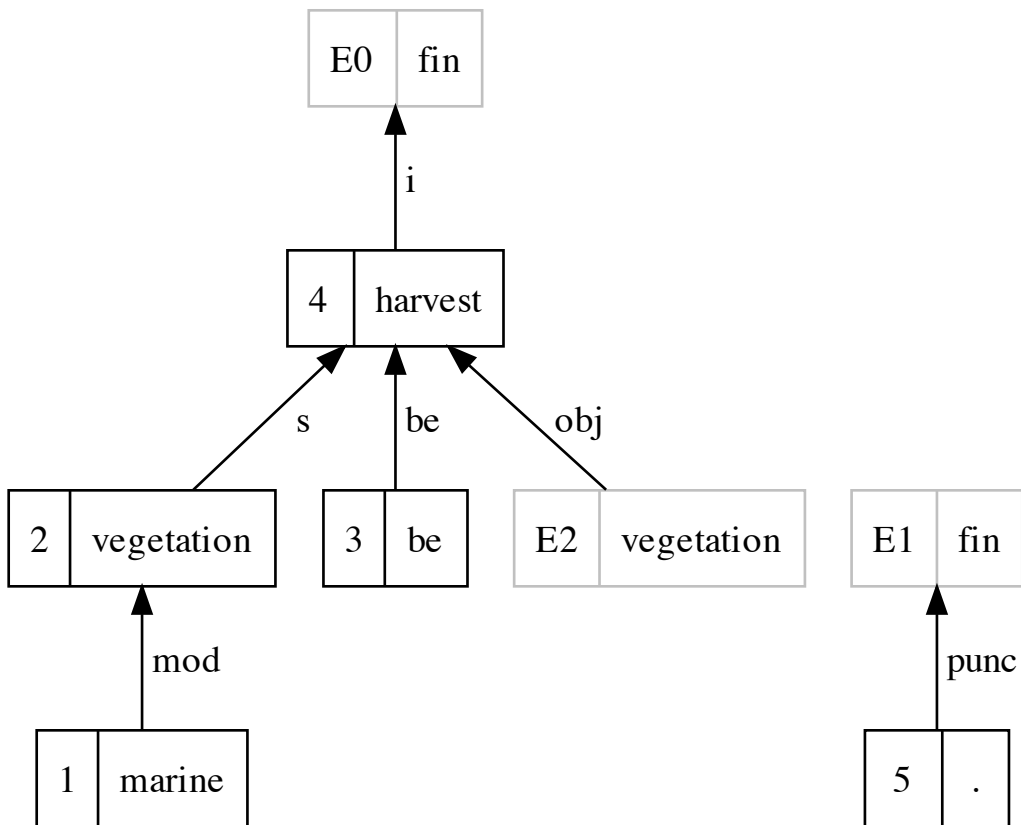 E0 fin
i
4 harvest
s be obj
2 vegetation 3 be E2 vegetation E1 fin
mod punc
1 marine 5 .